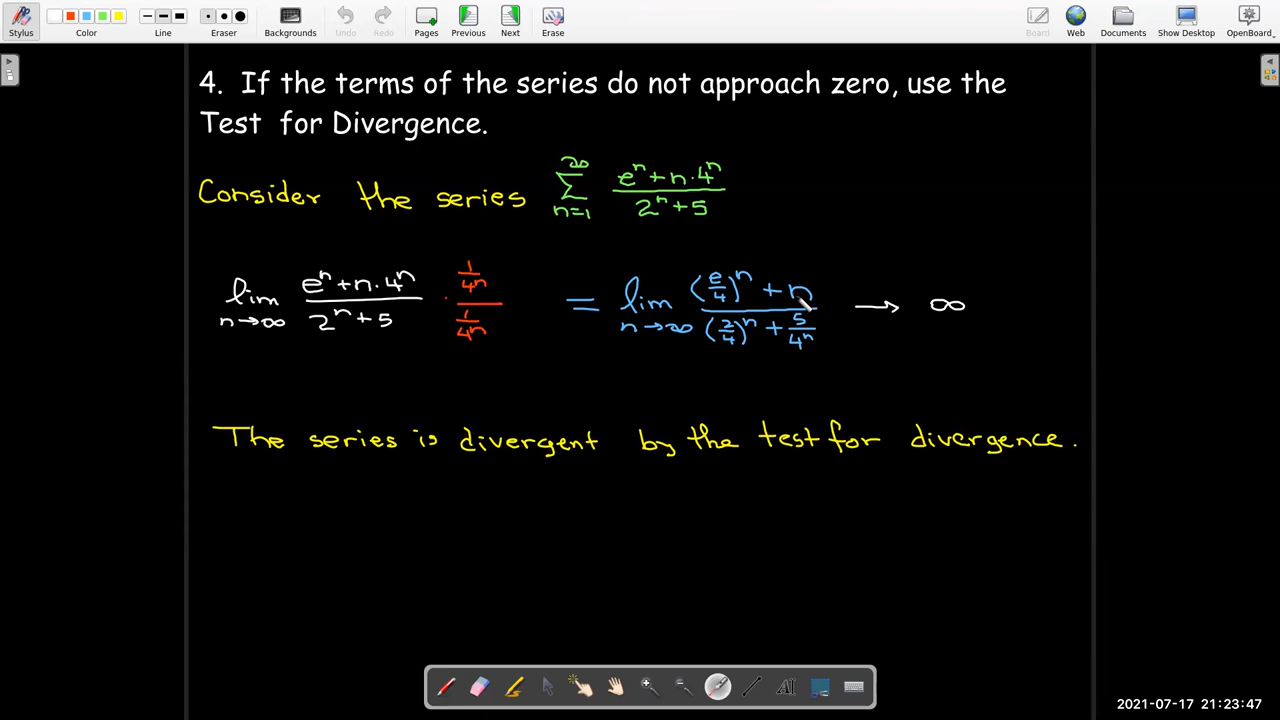 Stylus Color Line Eraser Backgrounds Undo Redo Pages Previous Next Erase Board Web Documents Show Desktop OpenBoard
4. If the terms of the series do not approach zero, use the
Test for Divergence.
Consider the series ∑_{n=1}^{∞} (e^n + n·4^n)/(2^n + 5)
lim_{n→∞} (e^n + n·4^n)/(2^n + 5) · (1/4^n)/(1/4^n) = lim_{n→∞} ((e/4)^n + n)/((2/4)^n + 5/4^n) → ∞
The series is divergent by the test for divergence.
2021-07-17 21:23:47